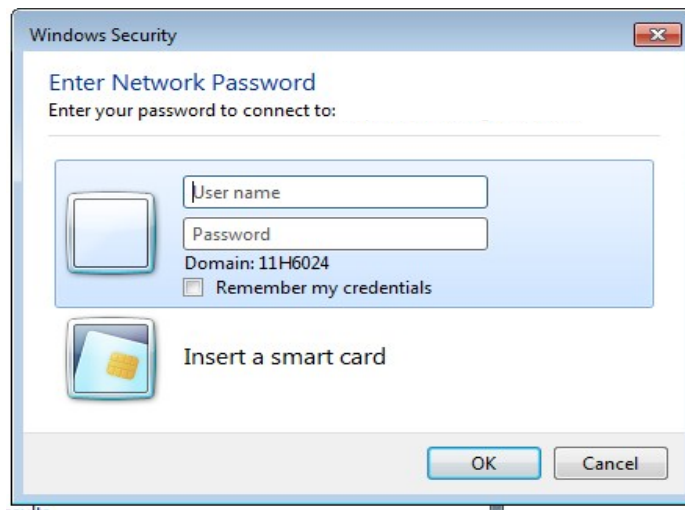 Windows Security
Enter Network Password
Enter your password to connect to:
User name
Password
Domain: 11H6024
Remember my credentials
Insert a smart card
OK
Cancel